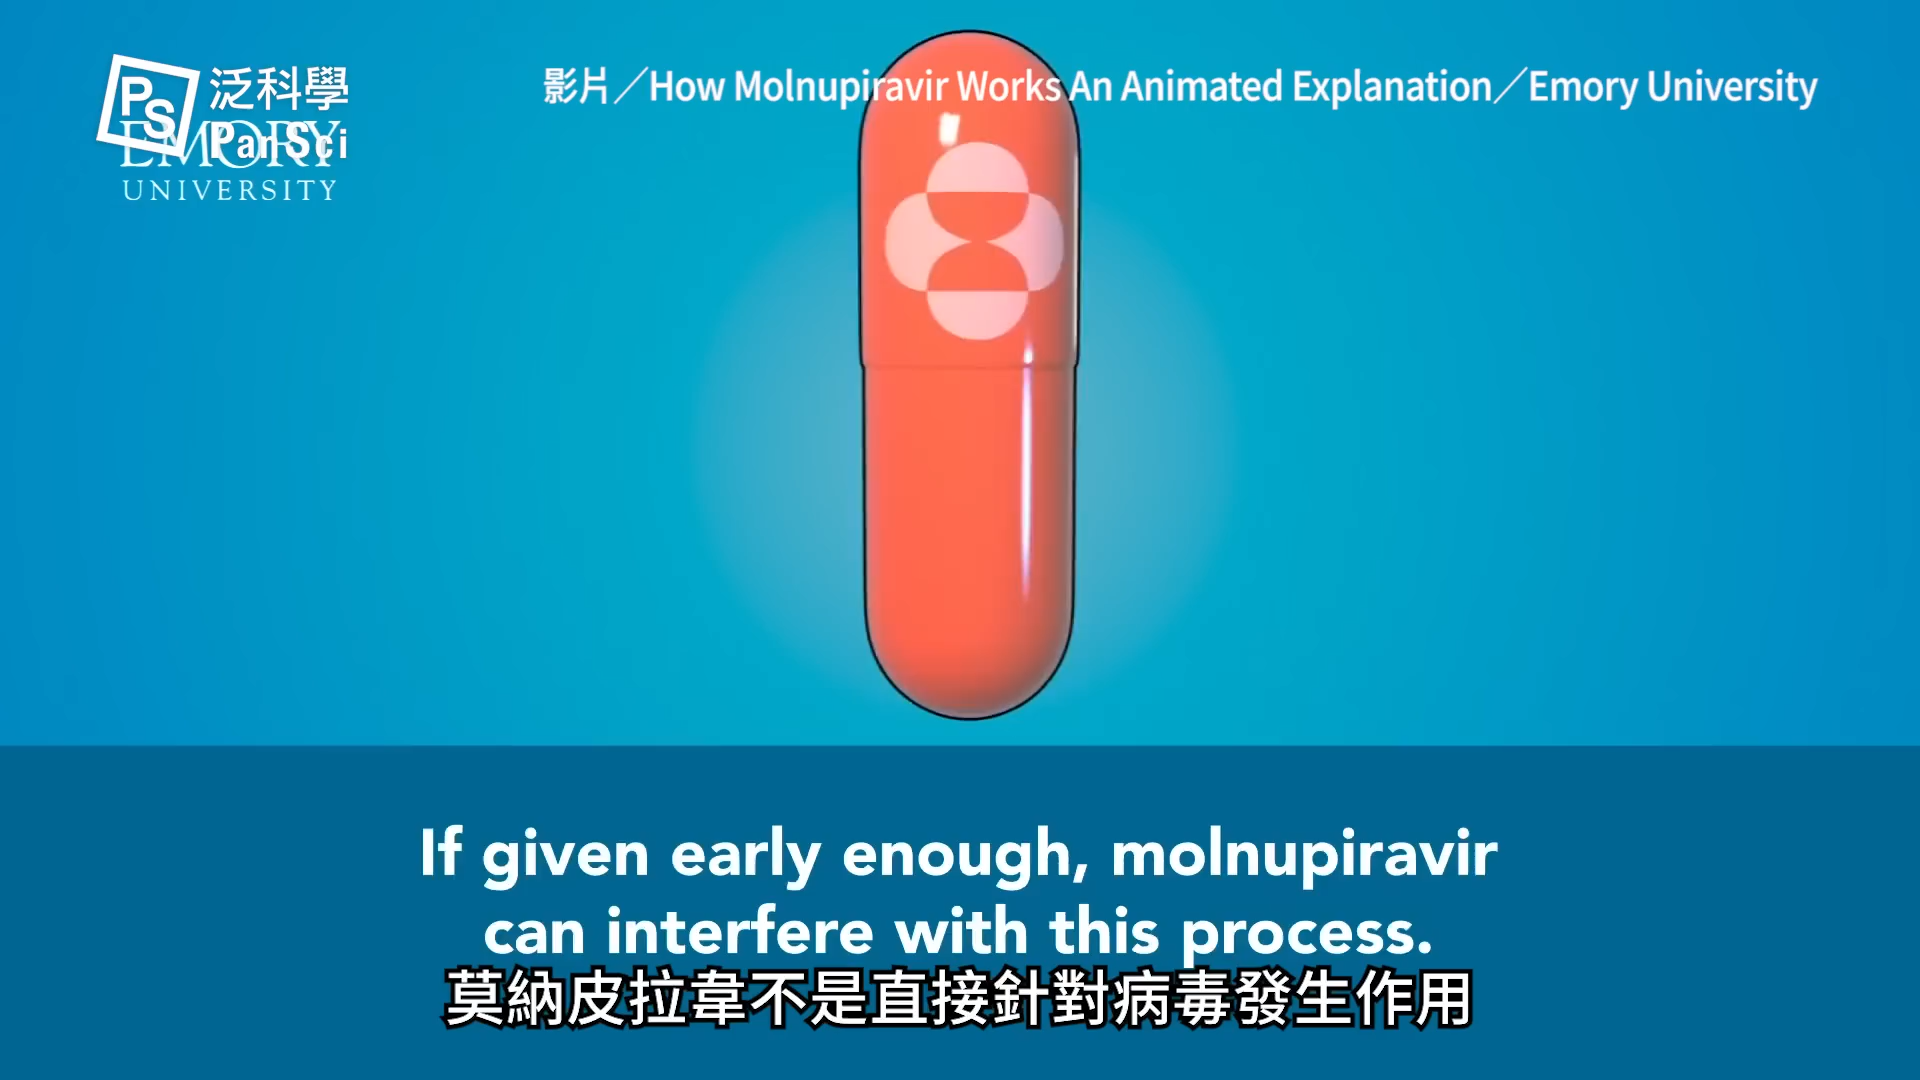 PS
泛科學
PanSci
EMORY
UNIVERSITY
影片／How Molnupiravir Works An Animated Explanation／Emory University
If given early enough, molnupiravir
can interfere with this process.
莫納皮拉韋不是直接針對病毒發生作用